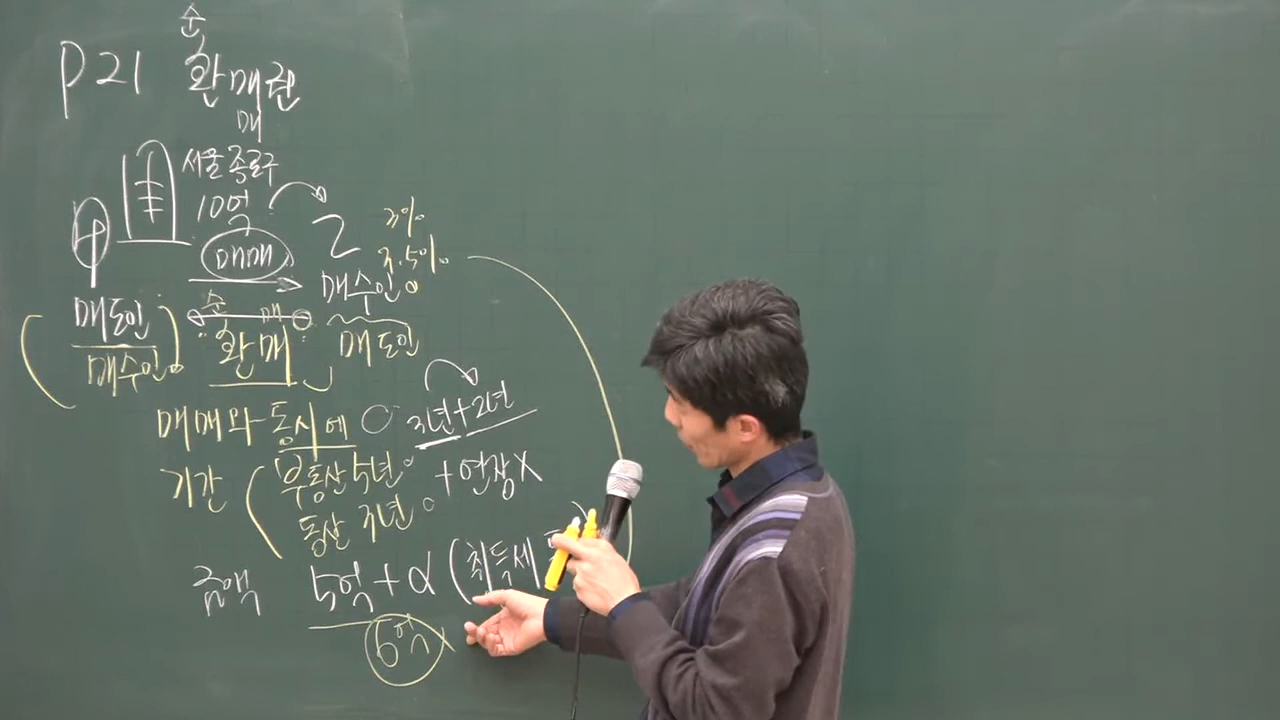 순
P21 환매권
매
서울종로구
10억
甲 매매 乙 3%
3.5%
매수인
매도인 순 매
매수인 환매 매도인
매매와 동시에 3년+2년
기간 부동산 5년 + 연장X
동산 3년
금액 5억+α (취득세
6억